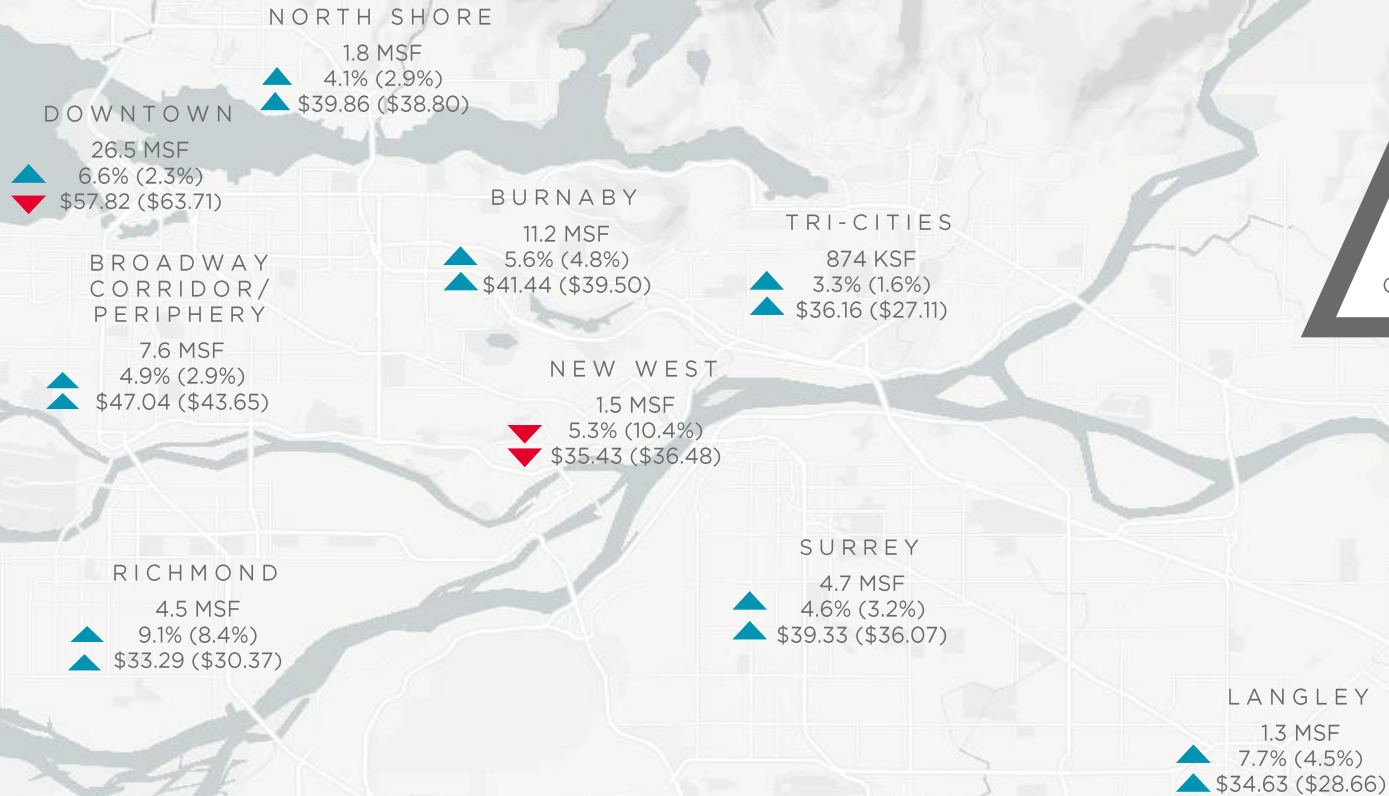 NORTH SHORE
1.8 MSF
4.1% (2.9%)
$39.86 ($38.80)
DOWNTOWN
26.5 MSF
6.6% (2.3%)
$57.82 ($63.71)
BURNABY
11.2 MSF
5.6% (4.8%)
$41.44 ($39.50)
TRI-CITIES
874 KSF
3.3% (1.6%)
$36.16 ($27.11)
BROADWAY
CORRIDOR/
PERIPHERY
7.6 MSF
4.9% (2.9%)
$47.04 ($43.65)
NEW WEST
1.5 MSF
5.3% (10.4%)
$35.43 ($36.48)
RICHMOND
4.5 MSF
9.1% (8.4%)
$33.29 ($30.37)
SURREY
4.7 MSF
4.6% (3.2%)
$39.33 ($36.07)
LANGLEY
1.3 MSF
7.7% (4.5%)
$34.63 ($28.66)